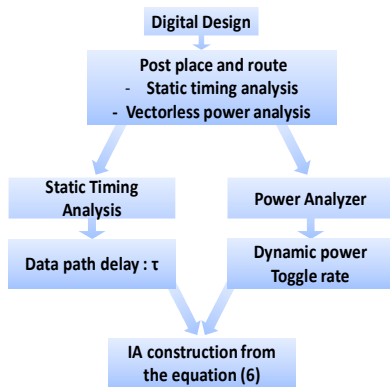 Digital Design
Post place and route
- Static timing analysis
- Vectorless power analysis
Static Timing
Analysis
Power Analyzer
Data path delay : τ
Dynamic power
Toggle rate
IA construction from
the equation (6)